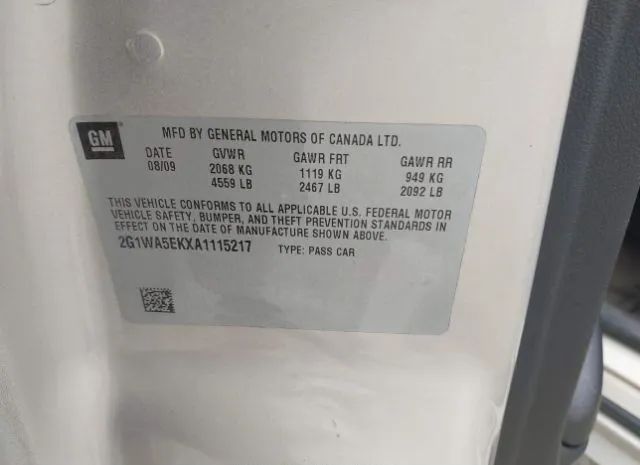 GM
MFD BY GENERAL MOTORS OF CANADA LTD.
DATE GVWR GAWR FRT GAWR RR
08/09 2068 KG 1119 KG 949 KG
4559 LB 2467 LB 2092 LB
THIS VEHICLE CONFORMS TO ALL APPLICABLE U.S. FEDERAL MOTOR
VEHICLE SAFETY, BUMPER, AND THEFT PREVENTION STANDARDS IN
EFFECT ON THE DATE OF MANUFACTURE SHOWN ABOVE.
2G1WA5EKXA1115217 TYPE: PASS CAR